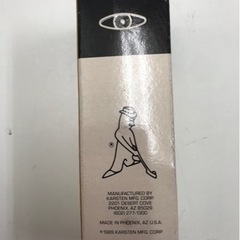 ®
MANUFACTURED BY
KARSTEN MFG. CORP.
2201 DESERT COVE
PHOENIX, AZ 85029
(602) 277-1300
MADE IN PHOENIX, AZ U.S.A.
©1989 KARSTEN MFG. CORP.